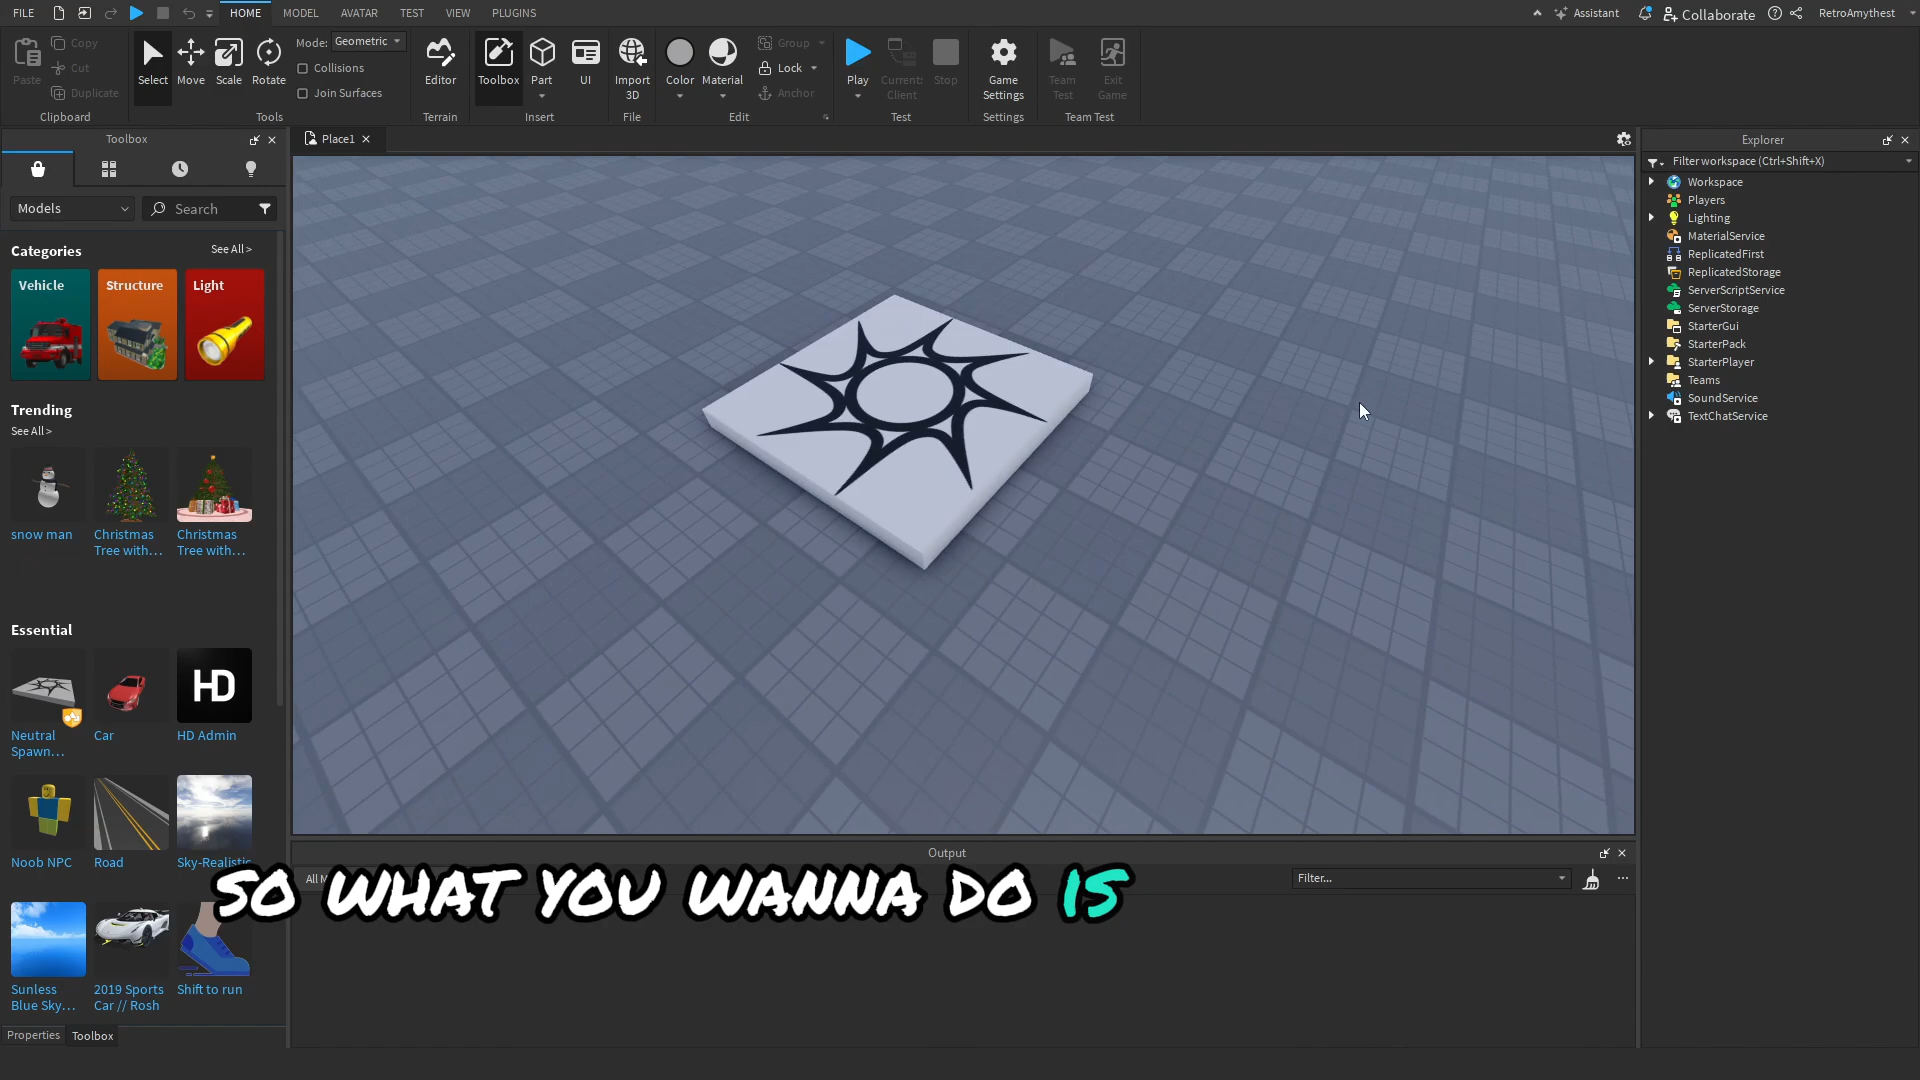 FILE HOME MODEL AVATAR TEST VIEW PLUGINS Assistant Collaborate RetroAmythest
Paste Copy Cut Duplicate
Clipboard
Select Move Scale Rotate
Mode: Geometric
Collisions
Join Surfaces
Tools
Editor
Terrain
Toolbox Part UI
Insert
Import 3D
File
Color Material
Group
Lock
Anchor
Edit
Play Current: Client Stop
Test
Game Settings
Settings
Team Test Exit Game
Team Test
Toolbox
Models Search
Categories See All >
Vehicle Structure Light
Trending
See All >
snow man
Christmas Tree with...
Christmas Tree with...
Essential
Neutral Spawn...
Car
HD
HD Admin
Noob NPC
Road
Sky-Realistic
Sunless Blue Sky...
2019 Sports Car // Rosh
Shift to run
Properties Toolbox
Place1
Output
All M
Filter...
SO WHAT YOU WANNA DO IS
Explorer
Filter workspace (Ctrl+Shift+X)
Workspace
Players
Lighting
MaterialService
ReplicatedFirst
ReplicatedStorage
ServerScriptService
ServerStorage
StarterGui
StarterPack
StarterPlayer
Teams
SoundService
TextChatService